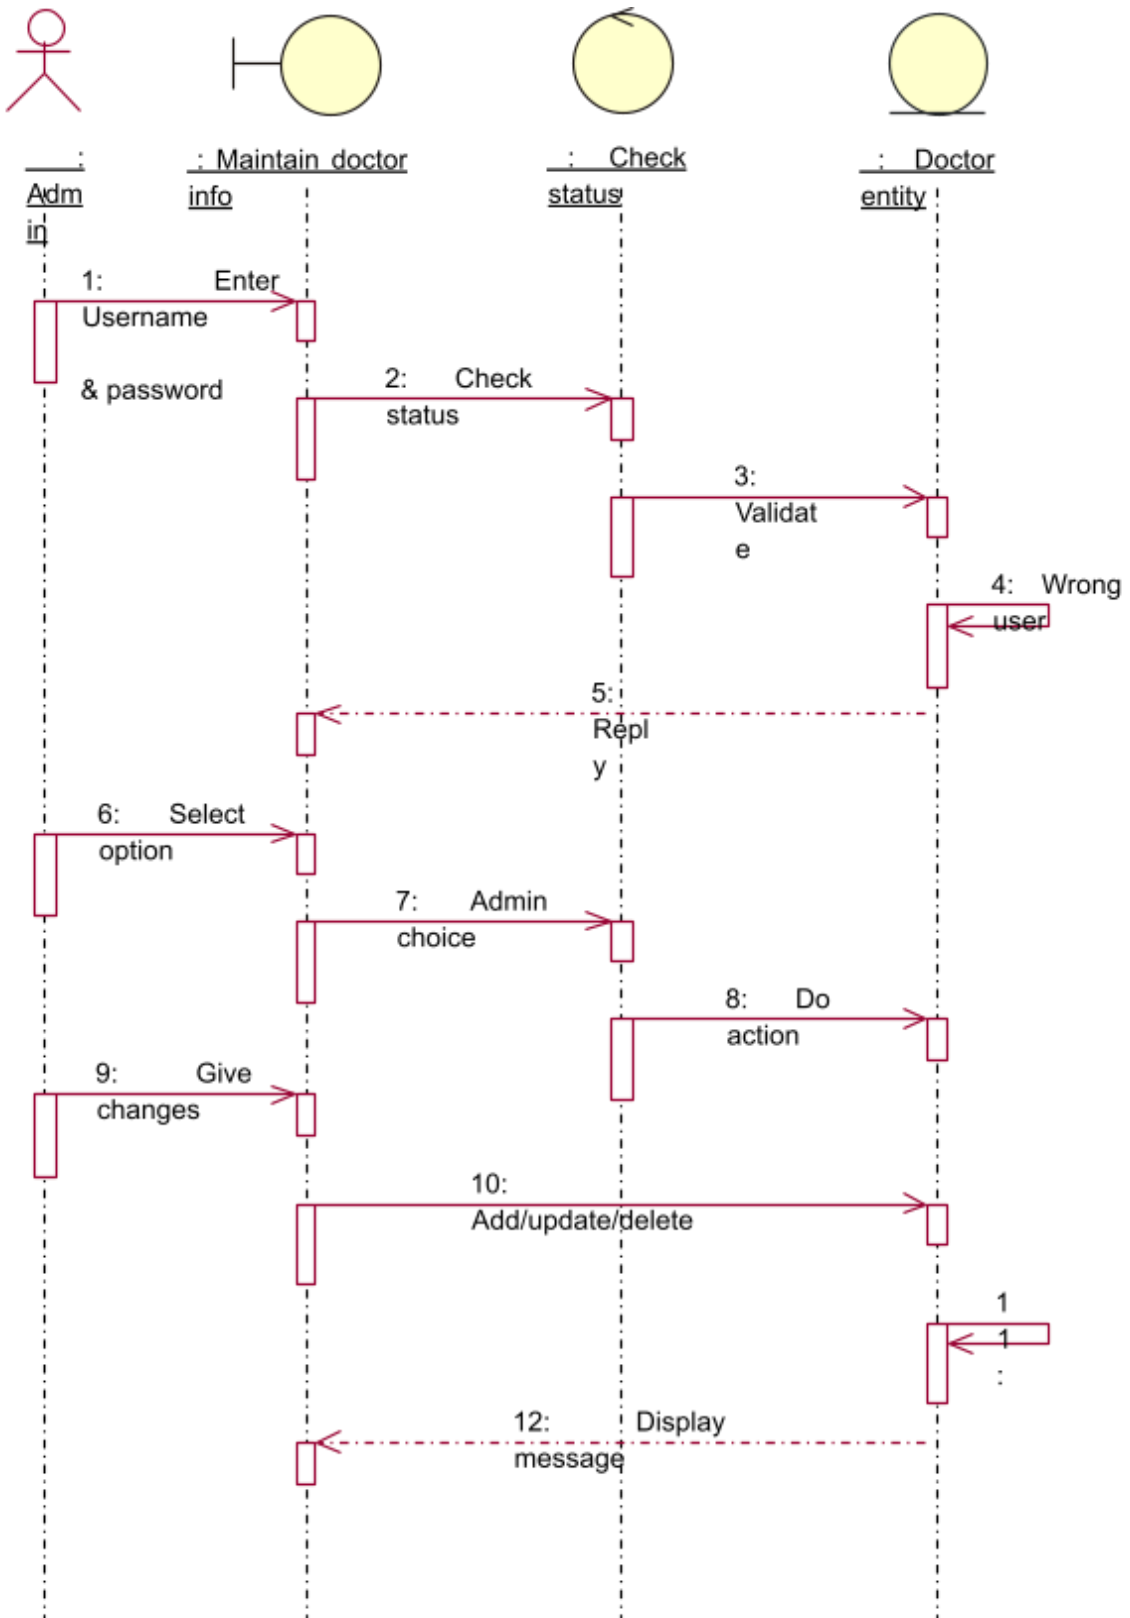 :
Adm
in
: Maintain doctor
info
: Check
status
: Doctor
entity
1: Enter
Username
& password
2: Check
status
3:
Validat
e
4: Wrong
user
5:
Repl
y
6: Select
option
7: Admin
choice
8: Do
action
9: Give
changes
10:
Add/update/delete
1
1
:
12: Display
message